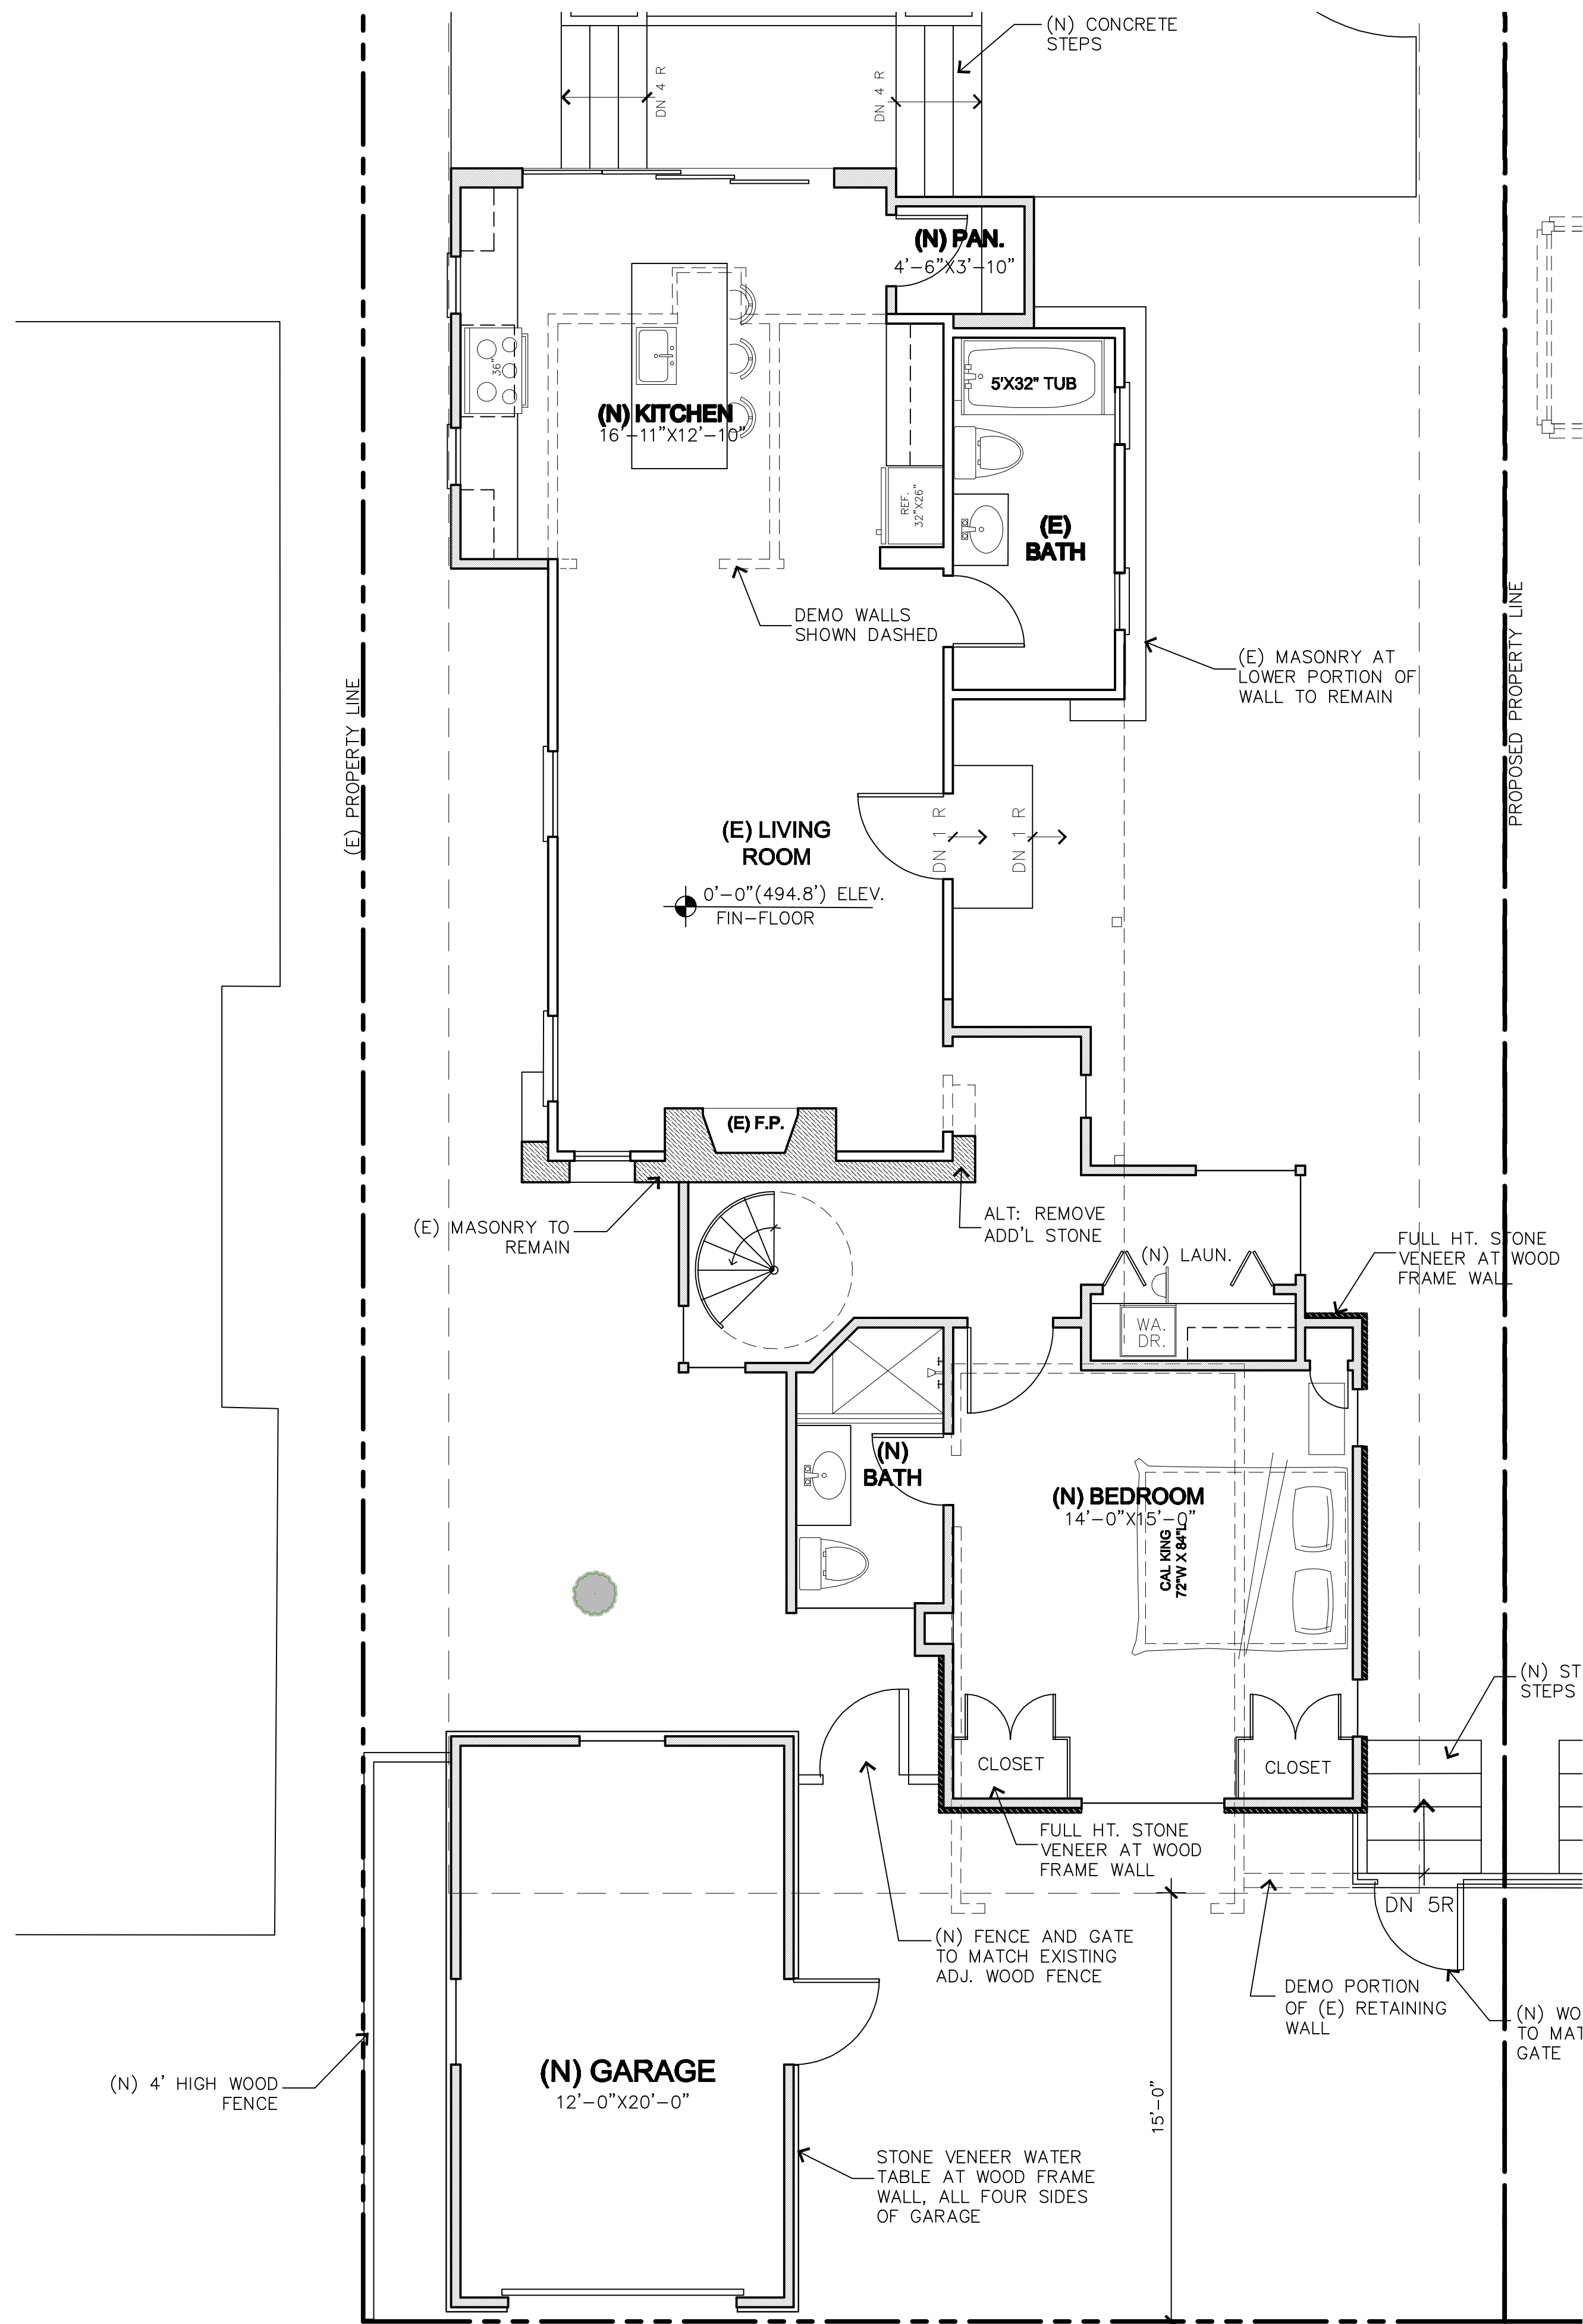 (N) CONCRETE
STEPS
DN 4 R
DN 4 R
(N) PAN.
4'-6"X3'-10"
36"
5'X32" TUB
(N) KITCHEN
16'-11"X12'-10"
REF.
32"X26"
(E)
BATH
DEMO WALLS
SHOWN DASHED
(E) MASONRY AT
LOWER PORTION OF
WALL TO REMAIN
(E) PROPERTY LINE
PROPOSED PROPERTY LINE
(E) LIVING
ROOM
DN 1 R
DN 1 R
0'-0"(494.8') ELEV.
FIN-FLOOR
(E) F.P.
(E) MASONRY TO
REMAIN
ALT: REMOVE
ADD'L STONE
(N) LAUN.
FULL HT. STONE
VENEER AT WOOD
FRAME WALL
WA.
DR.
(N)
BATH
(N) BEDROOM
14'-0"X15'-0"
CAL KING
72"W X 84"L
(N) ST
STEPS
CLOSET
CLOSET
FULL HT. STONE
VENEER AT WOOD
FRAME WALL
DN 5R
(N) FENCE AND GATE
TO MATCH EXISTING
ADJ. WOOD FENCE
DEMO PORTION
OF (E) RETAINING
WALL
(N) WO
TO MAT
GATE
(N) GARAGE
12'-0"X20'-0"
(N) 4' HIGH WOOD
FENCE
15'-0"
STONE VENEER WATER
TABLE AT WOOD FRAME
WALL, ALL FOUR SIDES
OF GARAGE